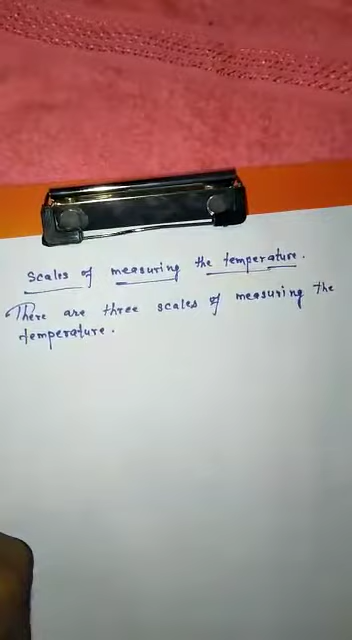 Scales of measuring the temperature.
There are three scales of measuring the
temperature.